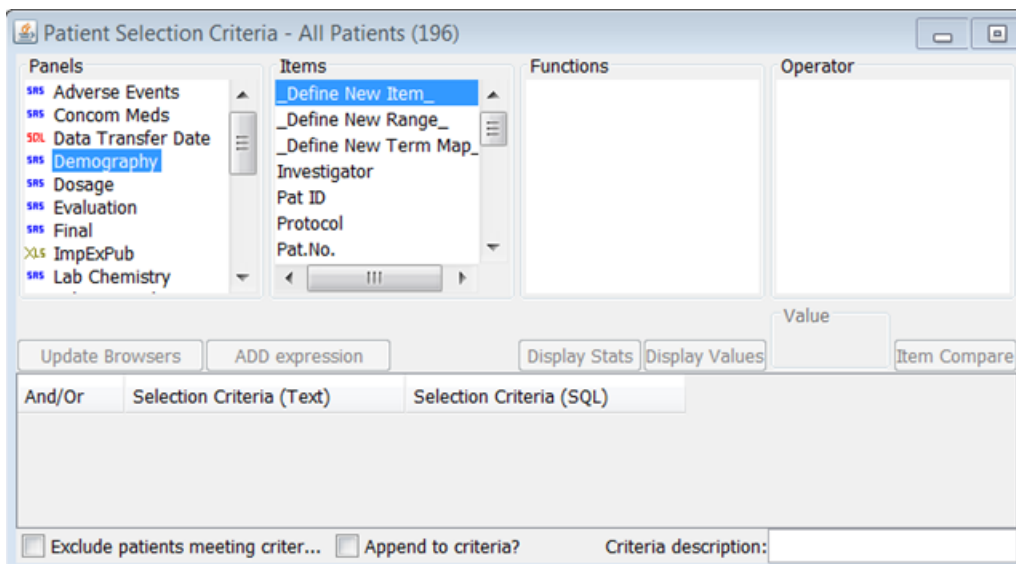 Patient Selection Criteria - All Patients (196)
Panels
Items
Functions
Operator
SRS Adverse Events
SRS Concom Meds
SDL Data Transfer Date
SRS Demography
SRS Dosage
SRS Evaluation
SRS Final
XLS ImpExPub
SRS Lab Chemistry
_Define New Item_
_Define New Range_
_Define New Term Map_
Investigator
Pat ID
Protocol
Pat.No.
Value
Update Browsers
ADD expression
Display Stats
Display Values
Item Compare
And/Or
Selection Criteria (Text)
Selection Criteria (SQL)
Exclude patients meeting criter...
Append to criteria?
Criteria description: